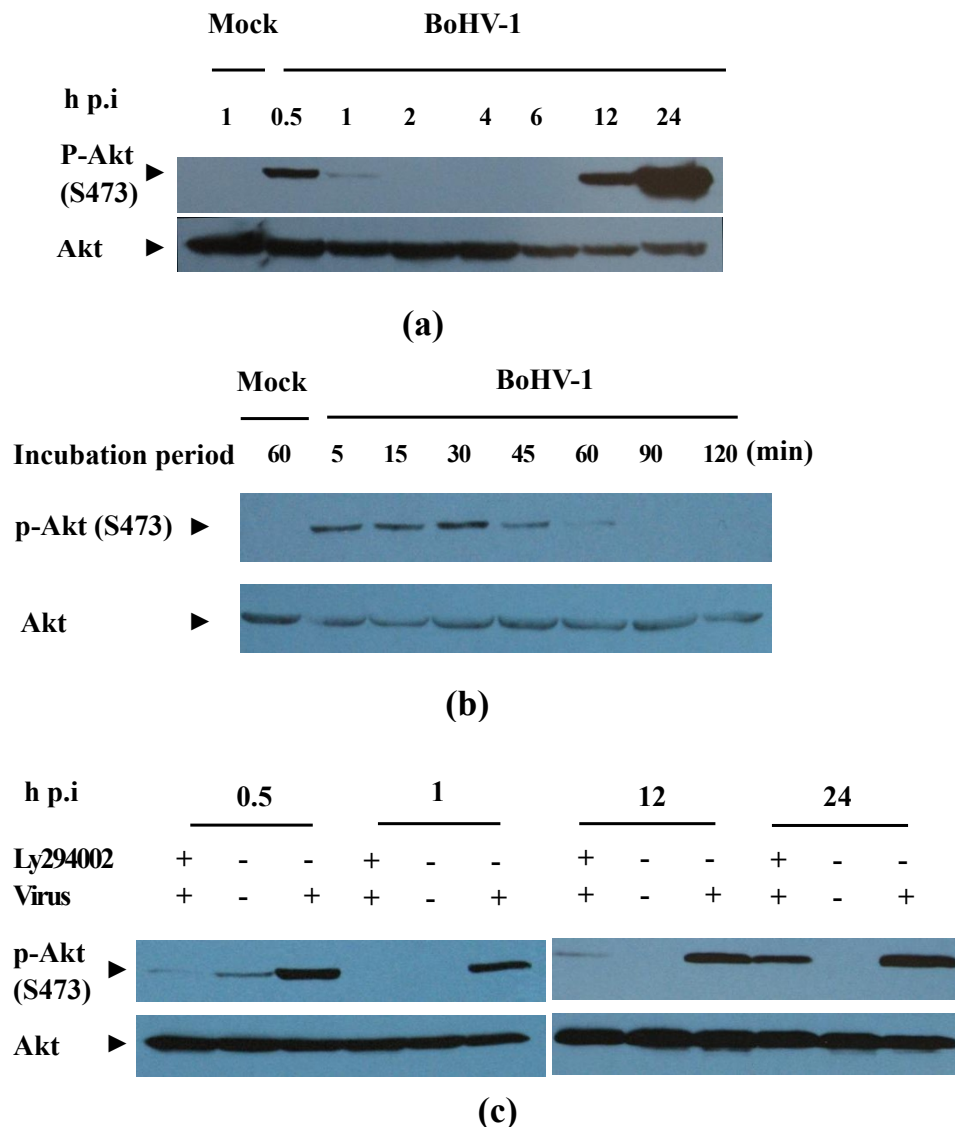 Mock BoHV-1
h p.i
1 0.5 1 2 4 6 12 24
P-Akt ►
(S473)
Akt ►
(a)
Mock BoHV-1
Incubation period 60 5 15 30 45 60 90 120 (min)
p-Akt (S473) ►
Akt ►
(b)
h p.i 0.5 1 12 24
Ly294002 + - - + - - + - - + - -
Virus + - + + - + + - + + - +
p-Akt ►
(S473)
Akt ►
(c)